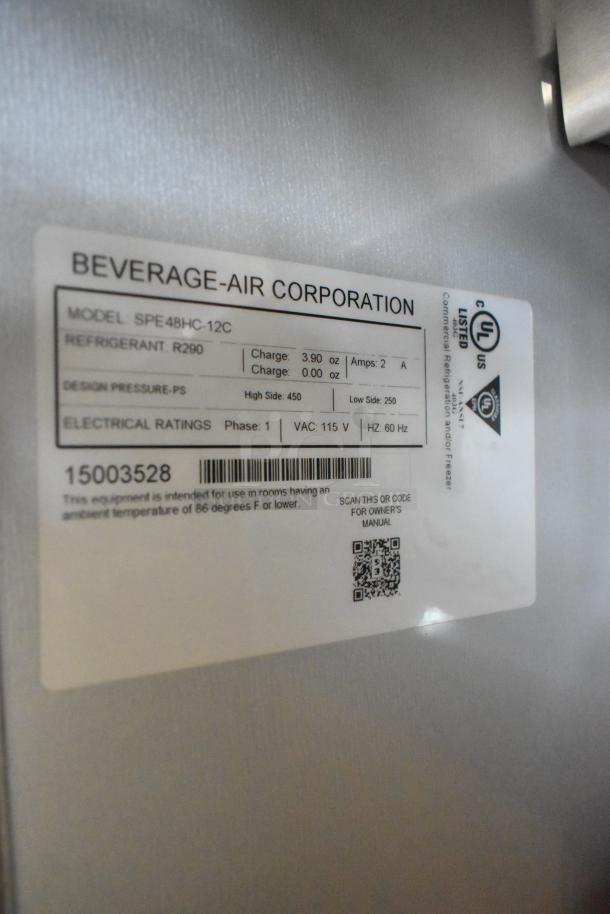 BEVERAGE-AIR CORPORATION
MODEL: SPE48HC-12C
REFRIGERANT: R290
Charge: 3.90 oz
Charge: 0.00 oz
Amps: 2 A
DESIGN PRESSURE-PS High Side: 450 Low Side: 250
ELECTRICAL RATINGS Phase: 1 VAC: 115 V HZ: 60 Hz
15003528
This equipment is intended for use in rooms having an
ambient temperature of 86 degrees F or lower.
SCAN THIS QR CODE
FOR OWNER'S
MANUAL
C UL US
LISTED
463G
Commercial Refrigeration and/or Freezer